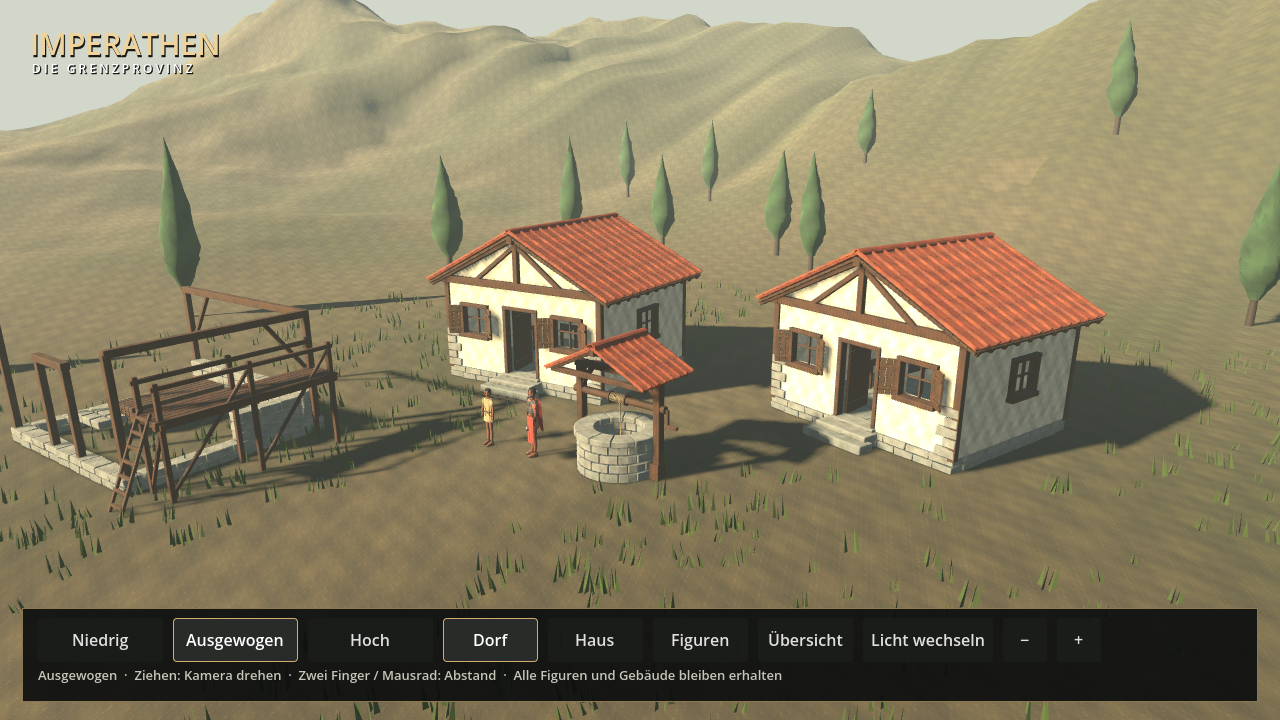 IMPERATHEN
DIE GRENZPROVINZ
Niedrig Ausgewogen Hoch Dorf Haus Figuren Übersicht Licht wechseln − +
Ausgewogen · Ziehen: Kamera drehen · Zwei Finger / Mausrad: Abstand · Alle Figuren und Gebäude bleiben erhalten